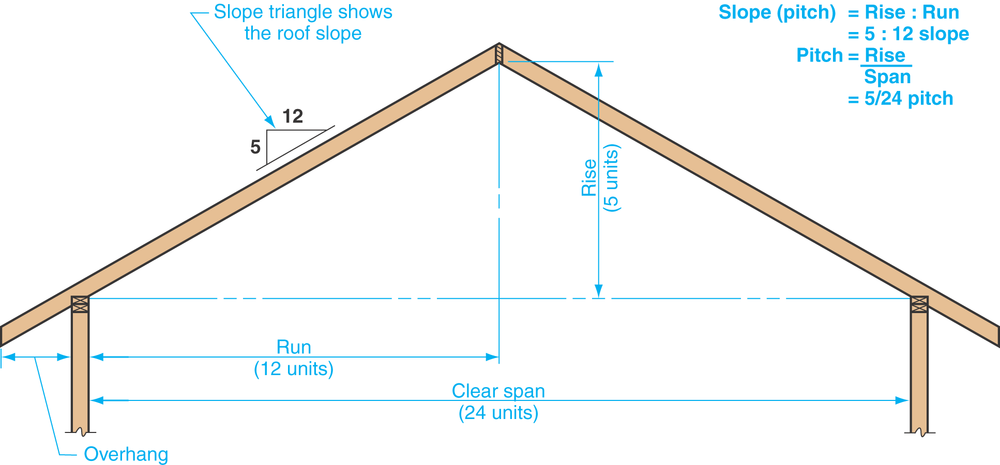 Slope triangle shows
the roof slope
Slope (pitch) = Rise : Run
= 5 : 12 slope
Pitch = Rise
Span
= 5/24 pitch
12
5
Rise
(5 units)
Run
(12 units)
Clear span
(24 units)
Overhang